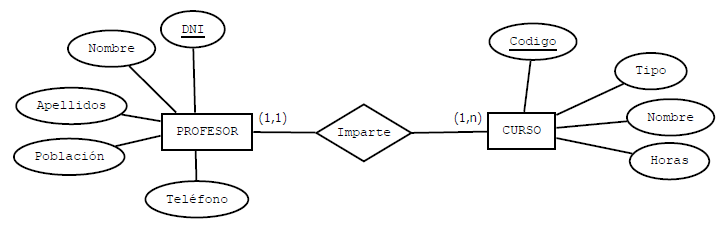 DNI
Nombre
Codigo
Tipo
Apellidos
(1,1)
(1,n)
Nombre
PROFESOR
Imparte
CURSO
Población
Horas
Teléfono